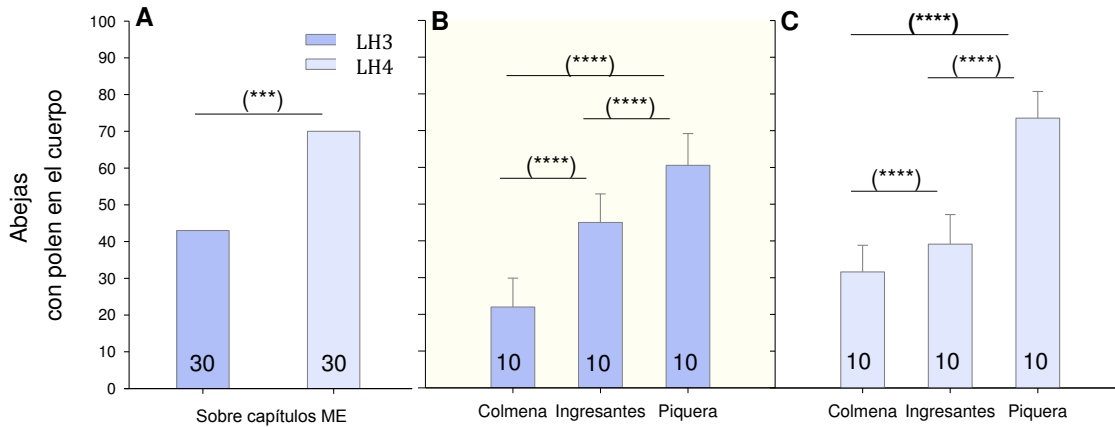 Abejas
con polen en el cuerpo
100
90
80
70
60
50
40
30
20
10
0
A
LH3
LH4
(***)
30
30
Sobre capítulos ME
B
(****)
(****)
(****)
10
10
10
Colmena Ingresantes Piquera
C
(****)
(****)
(****)
10
10
10
Colmena Ingresantes Piquera